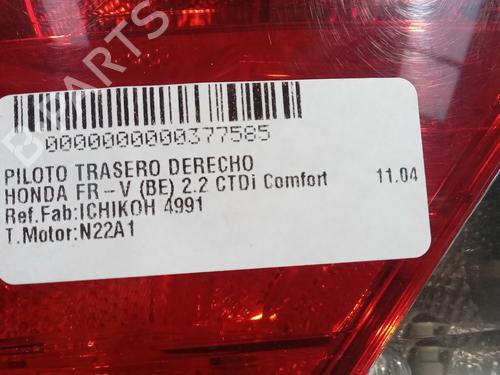 B-PARTS
0000000000377585
PILOTO TRASERO DERECHO
HONDA FR-V (BE) 2.2 CTDi Comfort 11.04
Ref.Fab:ICHIKOH 4991
T.Motor:N22A1